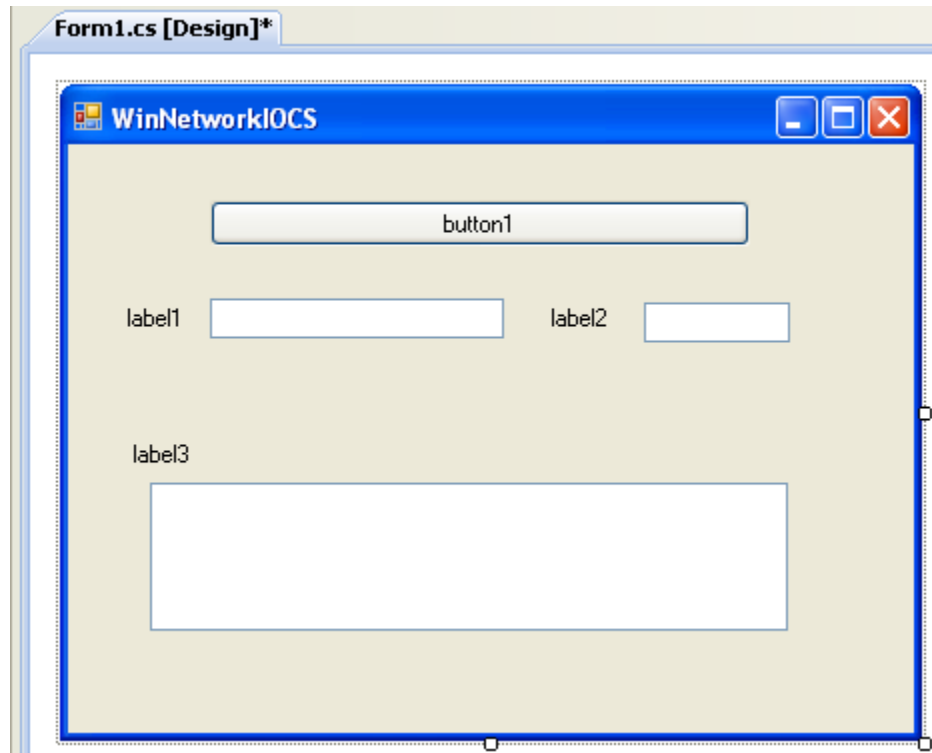 Form1.cs [Design]*
WinNetworkIOCS
button1
label1 label2
label3